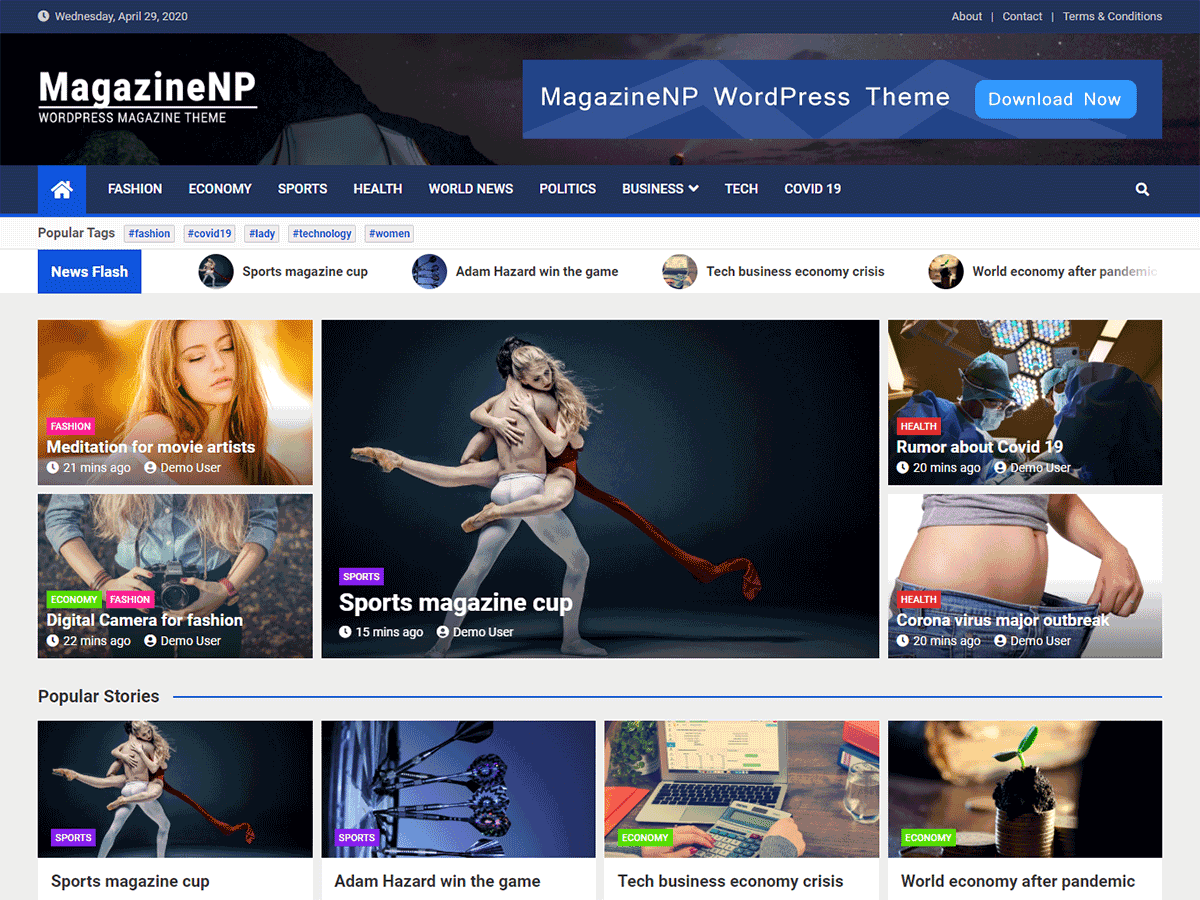 Wednesday, April 29, 2020
About | Contact | Terms & Conditions
MagazineNP
WORDPRESS MAGAZINE THEME
MagazineNP WordPress Theme
Download Now
FASHION ECONOMY SPORTS HEALTH WORLD NEWS POLITICS BUSINESS TECH COVID 19
Popular Tags #fashion #covid19 #lady #technology #women
News Flash Sports magazine cup Adam Hazard win the game Tech business economy crisis World economy after pandemic
FASHION
Meditation for movie artists
21 mins ago Demo User
ECONOMY FASHION
Digital Camera for fashion
22 mins ago Demo User
SPORTS
Sports magazine cup
15 mins ago Demo User
HEALTH
Rumor about Covid 19
20 mins ago Demo User
HEALTH
Corona virus major outbreak
20 mins ago Demo User
Popular Stories
SPORTS
Sports magazine cup
SPORTS
Adam Hazard win the game
ECONOMY
Tech business economy crisis
ECONOMY
World economy after pandemic